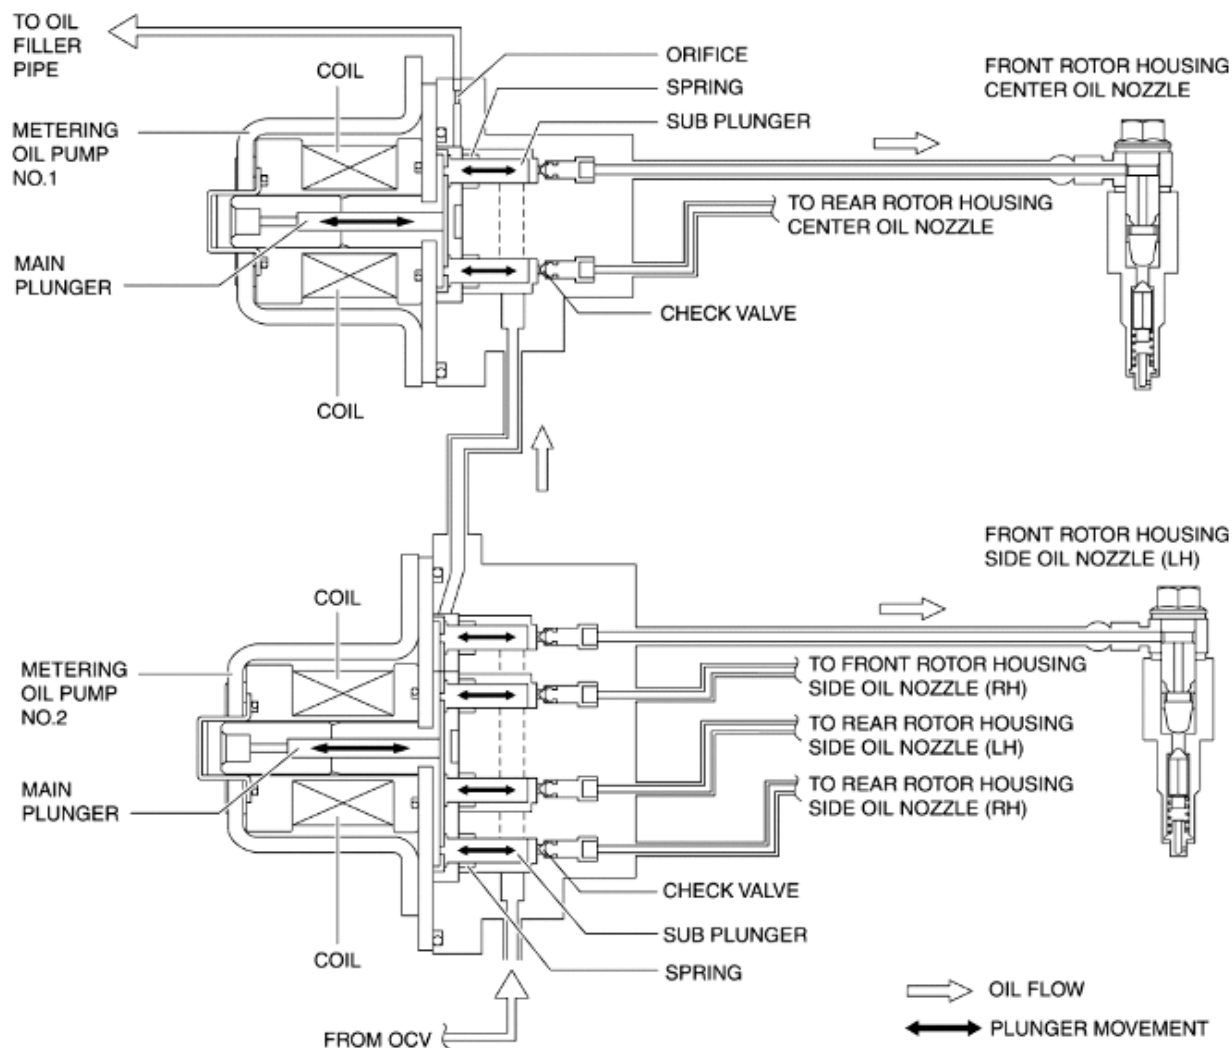 TO OIL
FILLER
PIPE
COIL
ORIFICE
SPRING
SUB PLUNGER
FRONT ROTOR HOUSING
CENTER OIL NOZZLE
METERING
OIL PUMP
NO.1
TO REAR ROTOR HOUSING
CENTER OIL NOZZLE
MAIN
PLUNGER
CHECK VALVE
COIL
FRONT ROTOR HOUSING
SIDE OIL NOZZLE (LH)
COIL
METERING
OIL PUMP
NO.2
TO FRONT ROTOR HOUSING
SIDE OIL NOZZLE (RH)
TO REAR ROTOR HOUSING
SIDE OIL NOZZLE (LH)
TO REAR ROTOR HOUSING
SIDE OIL NOZZLE (RH)
MAIN
PLUNGER
CHECK VALVE
SUB PLUNGER
COIL
SPRING
FROM OCV
OIL FLOW
PLUNGER MOVEMENT